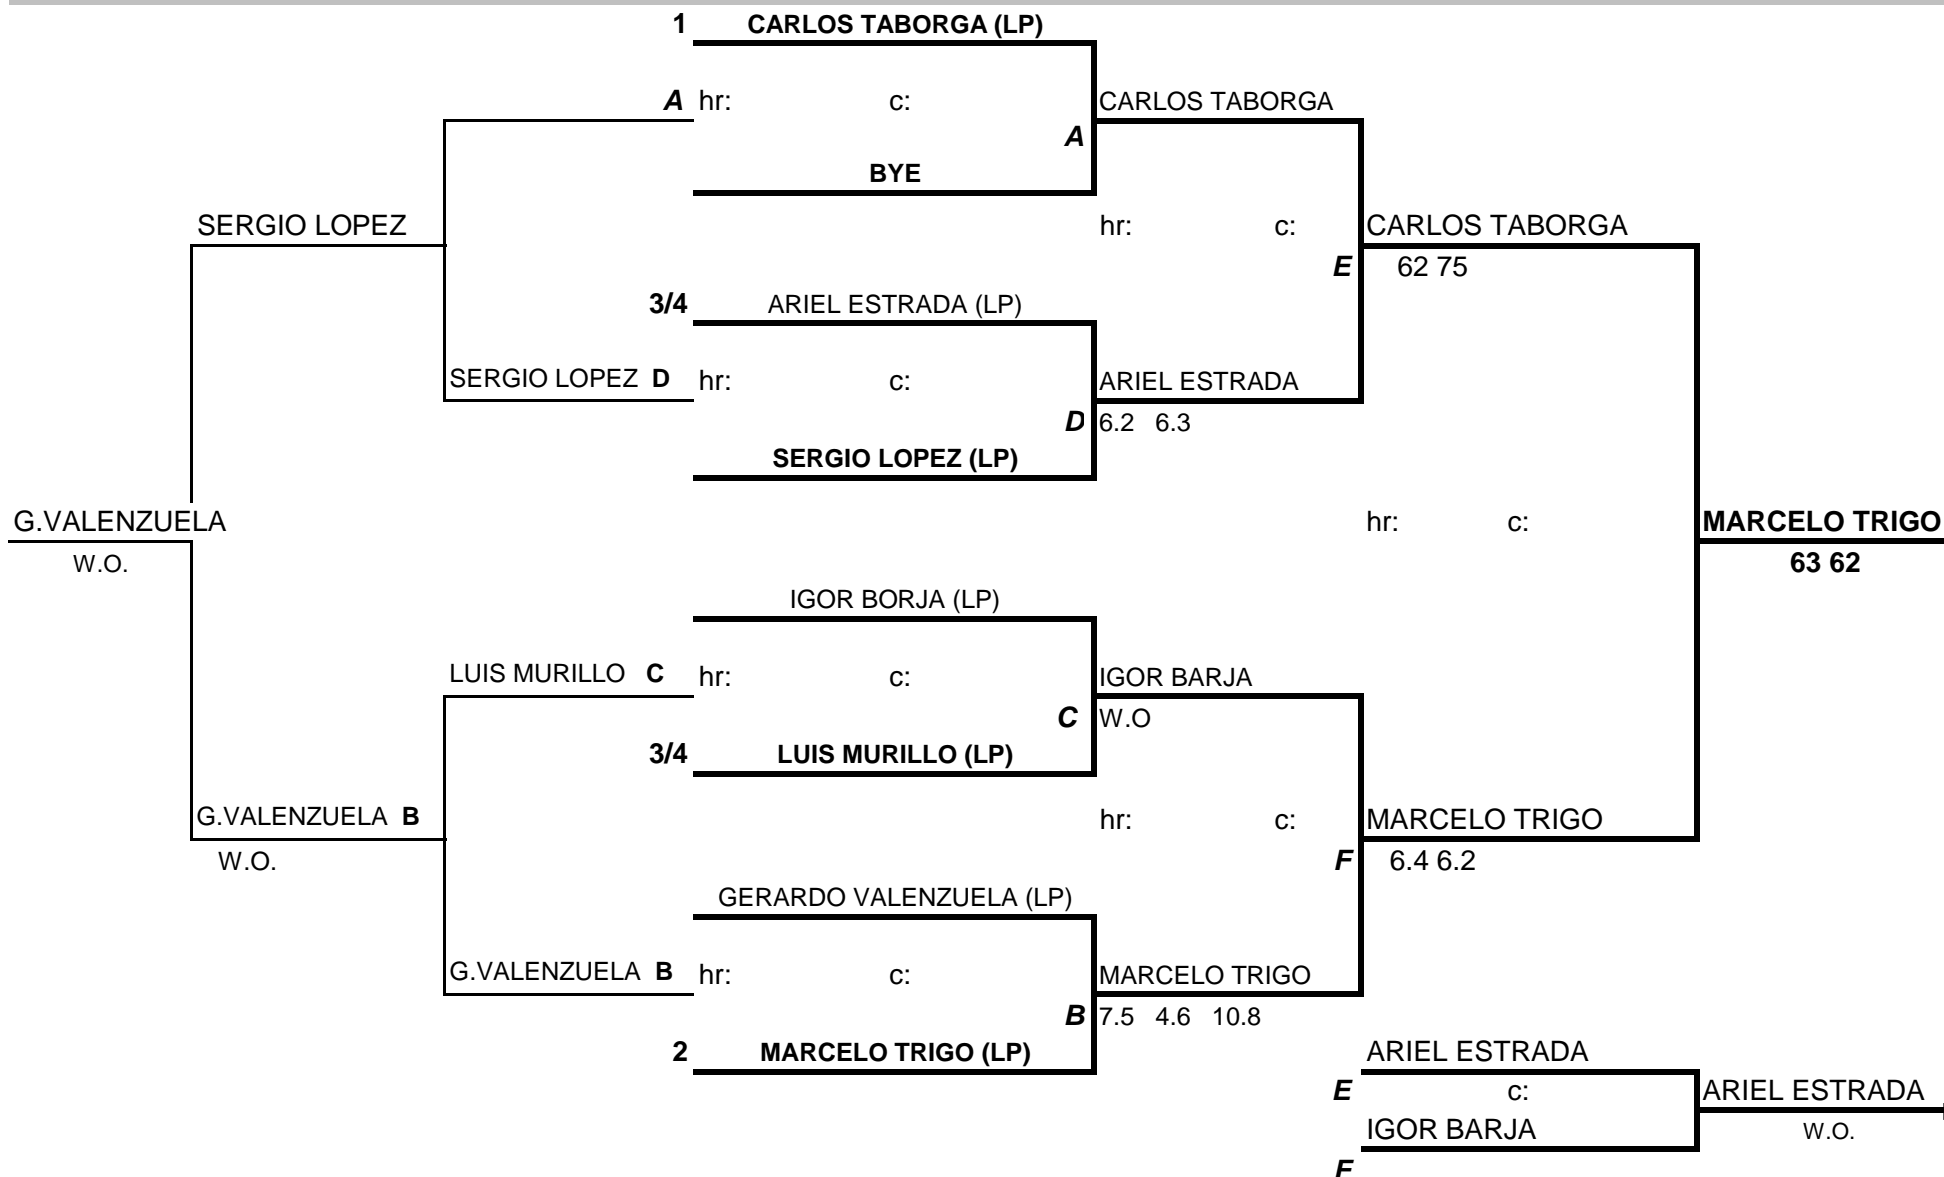 1 CARLOS TABORGA (LP)
A hr: c: CARLOS TABORGA
A
BYE
SERGIO LOPEZ hr: c: CARLOS TABORGA
E 62 75
3/4 ARIEL ESTRADA (LP)
SERGIO LOPEZ D hr: c: ARIEL ESTRADA
D 6.2 6.3
SERGIO LOPEZ (LP)
G.VALENZUELA hr: c: MARCELO TRIGO
W.O. 63 62
IGOR BORJA (LP)
LUIS MURILLO C hr: c: IGOR BARJA
C W.O
3/4 LUIS MURILLO (LP)
G.VALENZUELA B hr: c: MARCELO TRIGO
W.O. F 6.4 6.2
GERARDO VALENZUELA (LP)
G.VALENZUELA B hr: c: MARCELO TRIGO
B 7.5 4.6 10.8
2 MARCELO TRIGO (LP) ARIEL ESTRADA
E c: ARIEL ESTRADA
IGOR BARJA W.O.
F